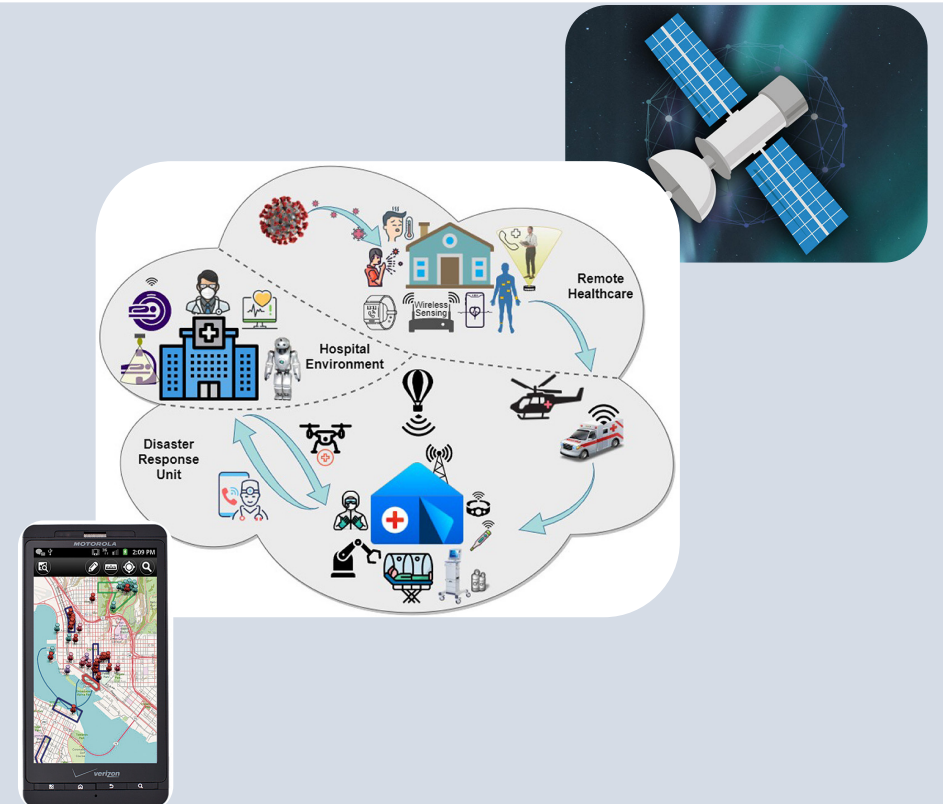 Remote
Healthcare
Wireless
Sensing
Hospital
Environment
Disaster
Response
Unit
MOTOROLA
2:09 PM
verizon